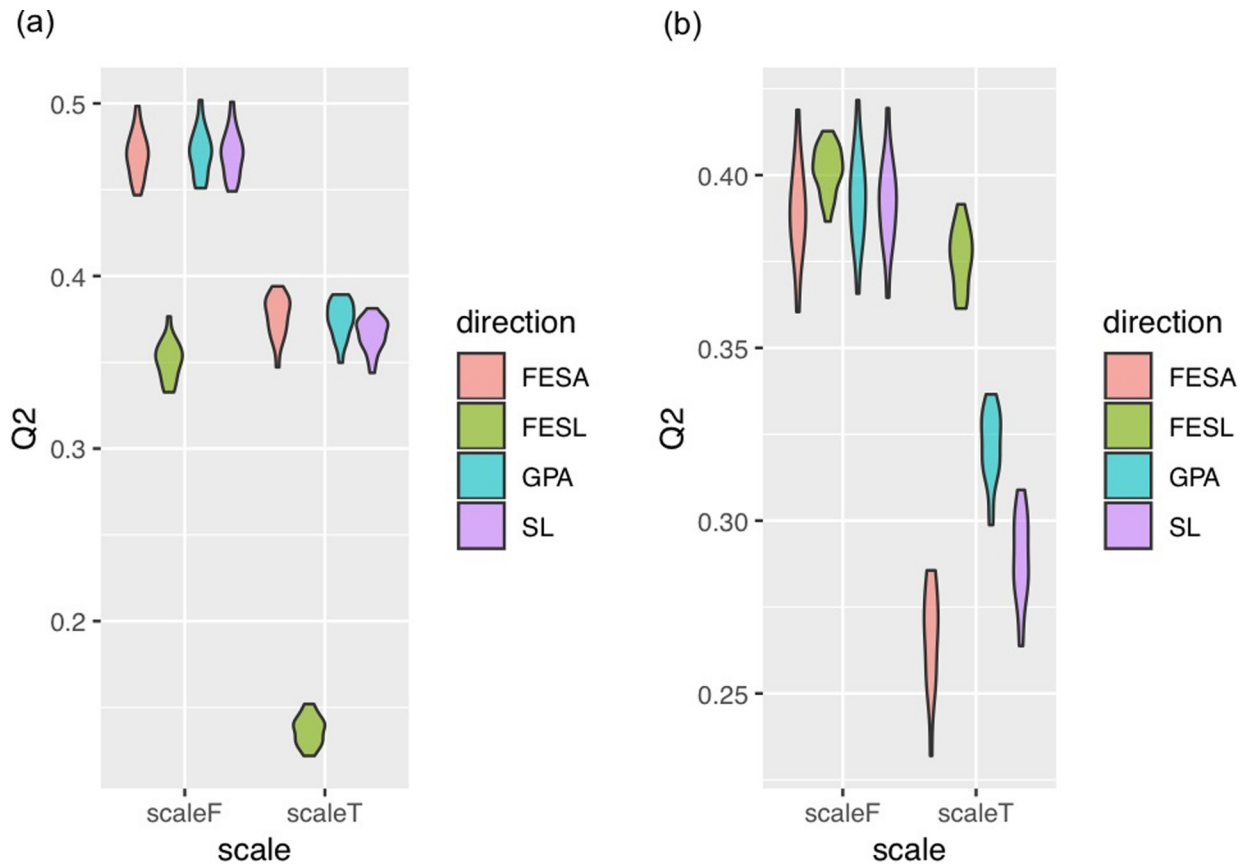 (a)
0.5
0.4
0.3
0.2
Q2
scaleF scaleT
scale
direction
FESA
FESL
GPA
SL
(b)
0.40
0.35
0.30
0.25
Q2
scaleF scaleT
scale
direction
FESA
FESL
GPA
SL